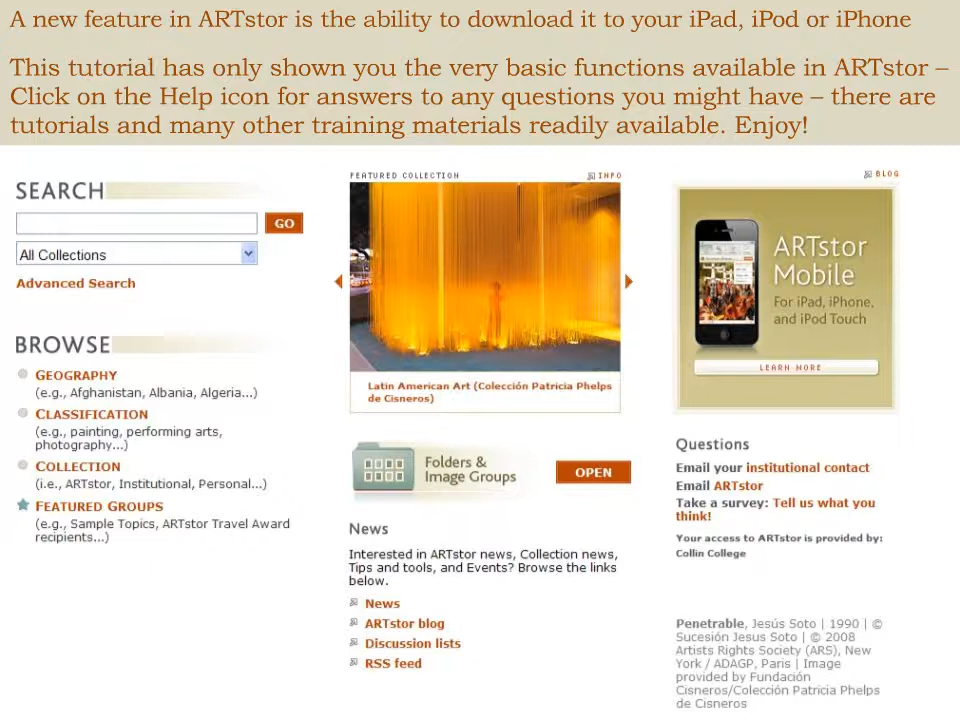 A new feature in ARTstor is the ability to download it to your iPad, iPod or iPhone
This tutorial has only shown you the very basic functions available in ARTstor –
Click on the Help icon for answers to any questions you might have – there are
tutorials and many other training materials readily available. Enjoy!
SEARCH
GO
All Collections
Advanced Search
BROWSE
GEOGRAPHY
(e.g., Afghanistan, Albania, Algeria...)
CLASSIFICATION
(e.g., painting, performing arts,
photography...)
COLLECTION
(i.e., ARTstor, Institutional, Personal...)
FEATURED GROUPS
(e.g., Sample Topics, ARTstor Travel Award
recipients...)
FEATURED COLLECTION
INFO
Latin American Art (Colección Patricia Phelps
de Cisneros)
Folders &
Image Groups
OPEN
News
Interested in ARTstor news, Collection news,
Tips and tools, and Events? Browse the links
below.
News
ARTstor blog
Discussion lists
RSS feed
BLOG
ARTstor
Mobile
For iPad, iPhone,
and iPod Touch
LEARN MORE
Questions
Email your institutional contact
Email ARTstor
Take a survey: Tell us what you
think!
Your access to ARTstor is provided by:
Collin College
Penetrable, Jesús Soto | 1990 | ©
Sucesión Jesus Soto | © 2008
Artists Rights Society (ARS), New
York / ADAGP, Paris | Image
provided by Fundación
Cisneros/Colección Patricia Phelps
de Cisneros